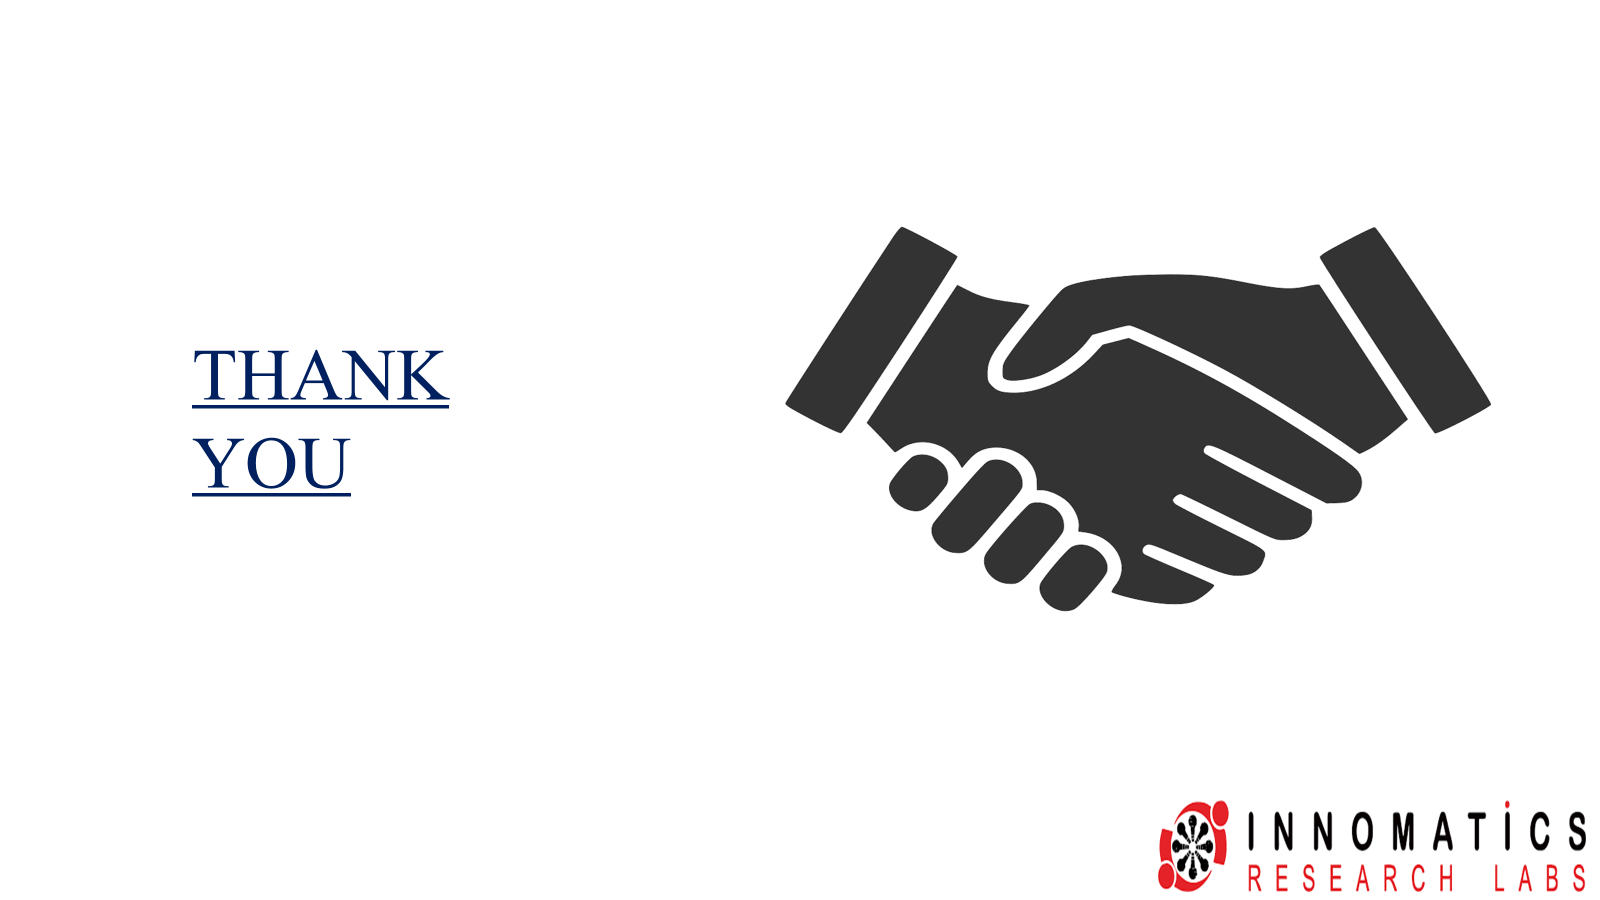 THANK
YOU
INNOMATiCS
RESEARCH LABS